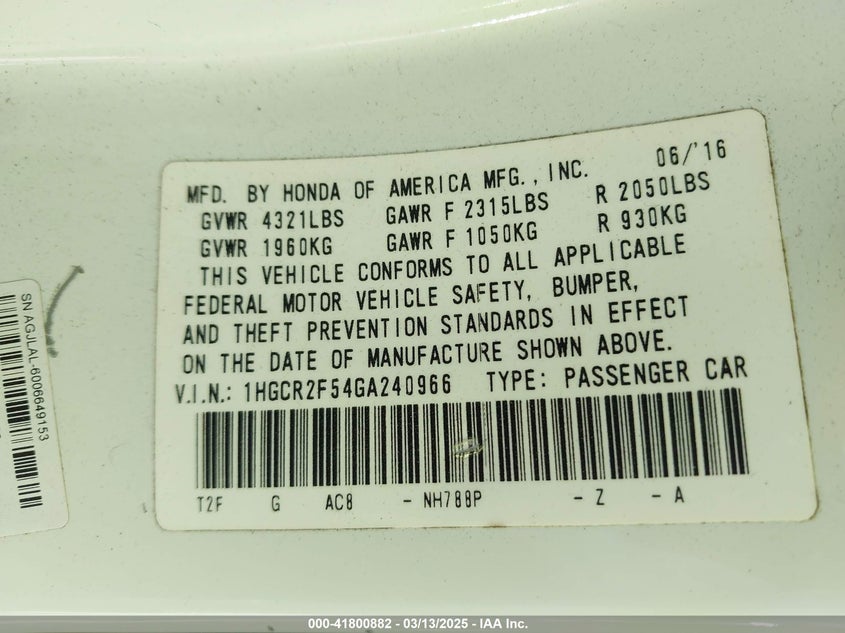 MFD. BY HONDA OF AMERICA MFG., INC. 06/'16
GVWR 4321LBS GAWR F 2315LBS R 2050LBS
GVWR 1960KG GAWR F 1050KG R 930KG
THIS VEHICLE CONFORMS TO ALL APPLICABLE
FEDERAL MOTOR VEHICLE SAFETY, BUMPER,
AND THEFT PREVENTION STANDARDS IN EFFECT
ON THE DATE OF MANUFACTURE SHOWN ABOVE.
V.I.N.: 1HGCR2F54GA240966 TYPE: PASSENGER CAR
T2F G AC8 - NH788P - Z - A
SN AGJLAL-6006649153
000-41800882 - 03/13/2025 - IAA Inc.